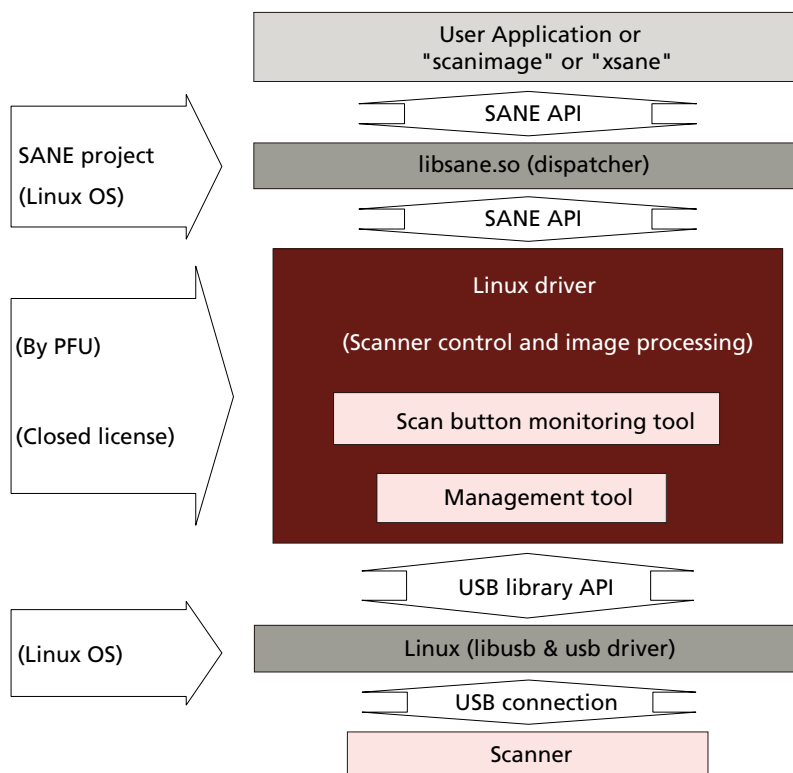 User Application or
"scanimage" or "xsane"
SANE API
SANE project
(Linux OS)
libsane.so (dispatcher)
SANE API
Linux driver
(Scanner control and image processing)
(By PFU)
(Closed license)
Scan button monitoring tool
Management tool
USB library API
(Linux OS)
Linux (libusb & usb driver)
USB connection
Scanner